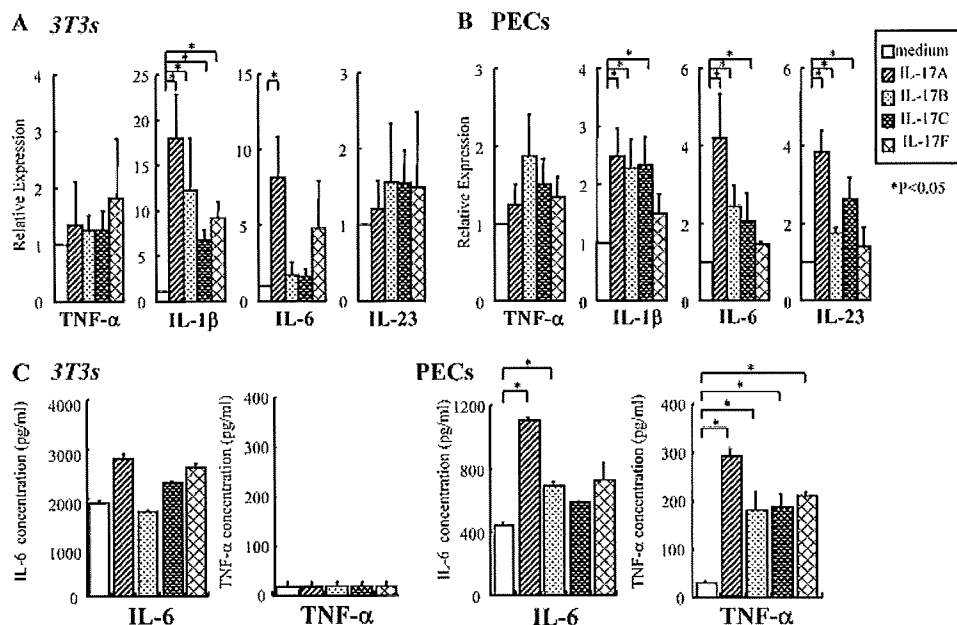 A 3T3s
B PECs
medium
IL-17A
IL-17B
IL-17C
IL-17F
*P<0.05
Relative Expression
4
3
2
1
0
TNF-α
25
20
15
10
5
0
* * * *
IL-1β
15
10
5
0
*
IL-6
3
2
1
0
IL-23
Relative Expression
3
2
1
0
TNF-α
4
3
2
1
0
* * *
IL-1β
6
4
2
0
* * *
IL-6
6
4
2
0
* * *
IL-23
C 3T3s
PECs
IL-6 concentration (pg/ml)
4000
3000
2000
1000
0
IL-6
TNF-α concentration (pg/ml)
400
300
200
100
0
TNF-α
IL-6 concentration (pg/ml)
1200
800
400
0
* *
IL-6
TNF-α concentration (pg/ml)
400
300
200
100
0
* * * *
TNF-α